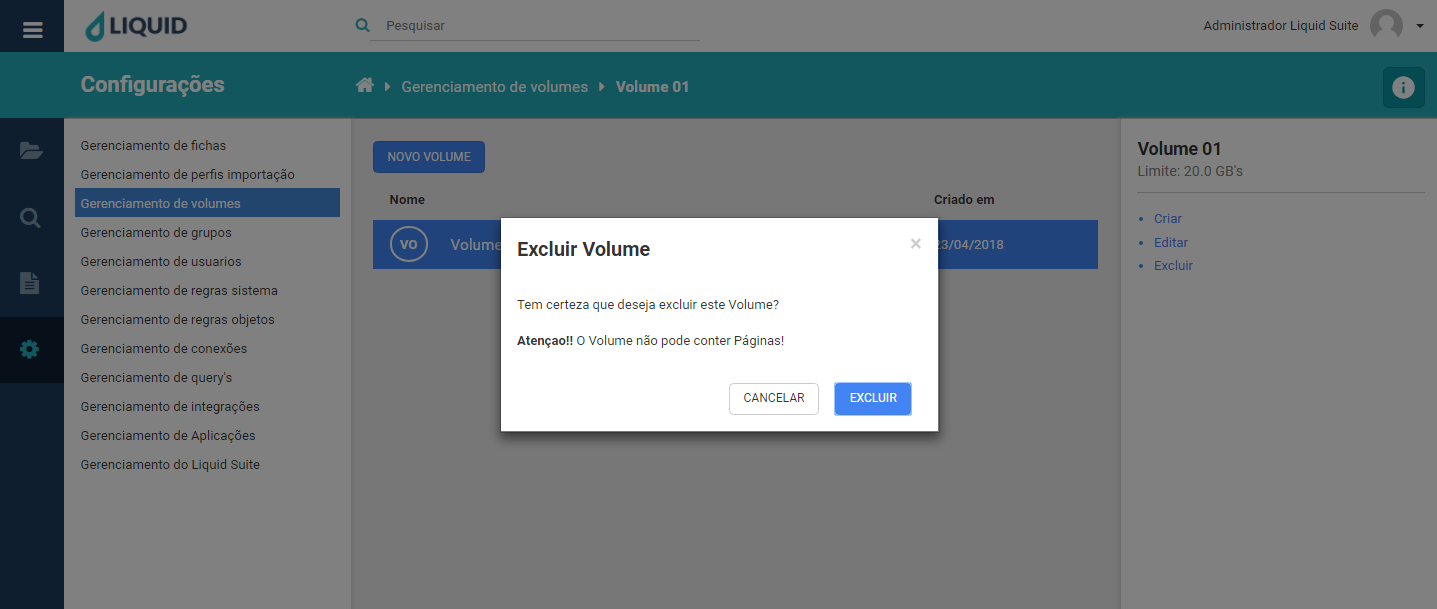 LIQUID
Pesquisar
Administrador Liquid Suite
Configurações
Gerenciamento de volumes
Volume 01
Gerenciamento de fichas
Gerenciamento de perfis importação
Gerenciamento de volumes
Gerenciamento de grupos
Gerenciamento de usuarios
Gerenciamento de regras sistema
Gerenciamento de regras objetos
Gerenciamento de conexões
Gerenciamento de query's
Gerenciamento de integrações
Gerenciamento de Aplicações
Gerenciamento do Liquid Suite
NOVO VOLUME
Nome
Criado em
VO
Volume
23/04/2018
Excluir Volume
×
Tem certeza que deseja excluir este Volume?
Atençao!! O Volume não pode conter Páginas!
CANCELAR
EXCLUIR
Volume 01
Limite: 20.0 GB's
Criar
Editar
Excluir